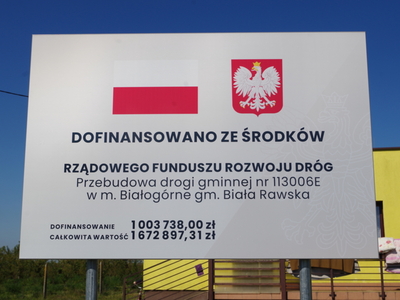 DOFINANSOWANO ZE ŚRODKÓW
RZĄDOWEGO FUNDUSZU ROZWOJU DRÓG
Przebudowa drogi gminnej nr 113006E
w m. Białogórne gm. Biała Rawska
DOFINANSOWANIE 1 003 738,00 zł
CAŁKOWITA WARTOŚĆ 1 672 897,31 zł